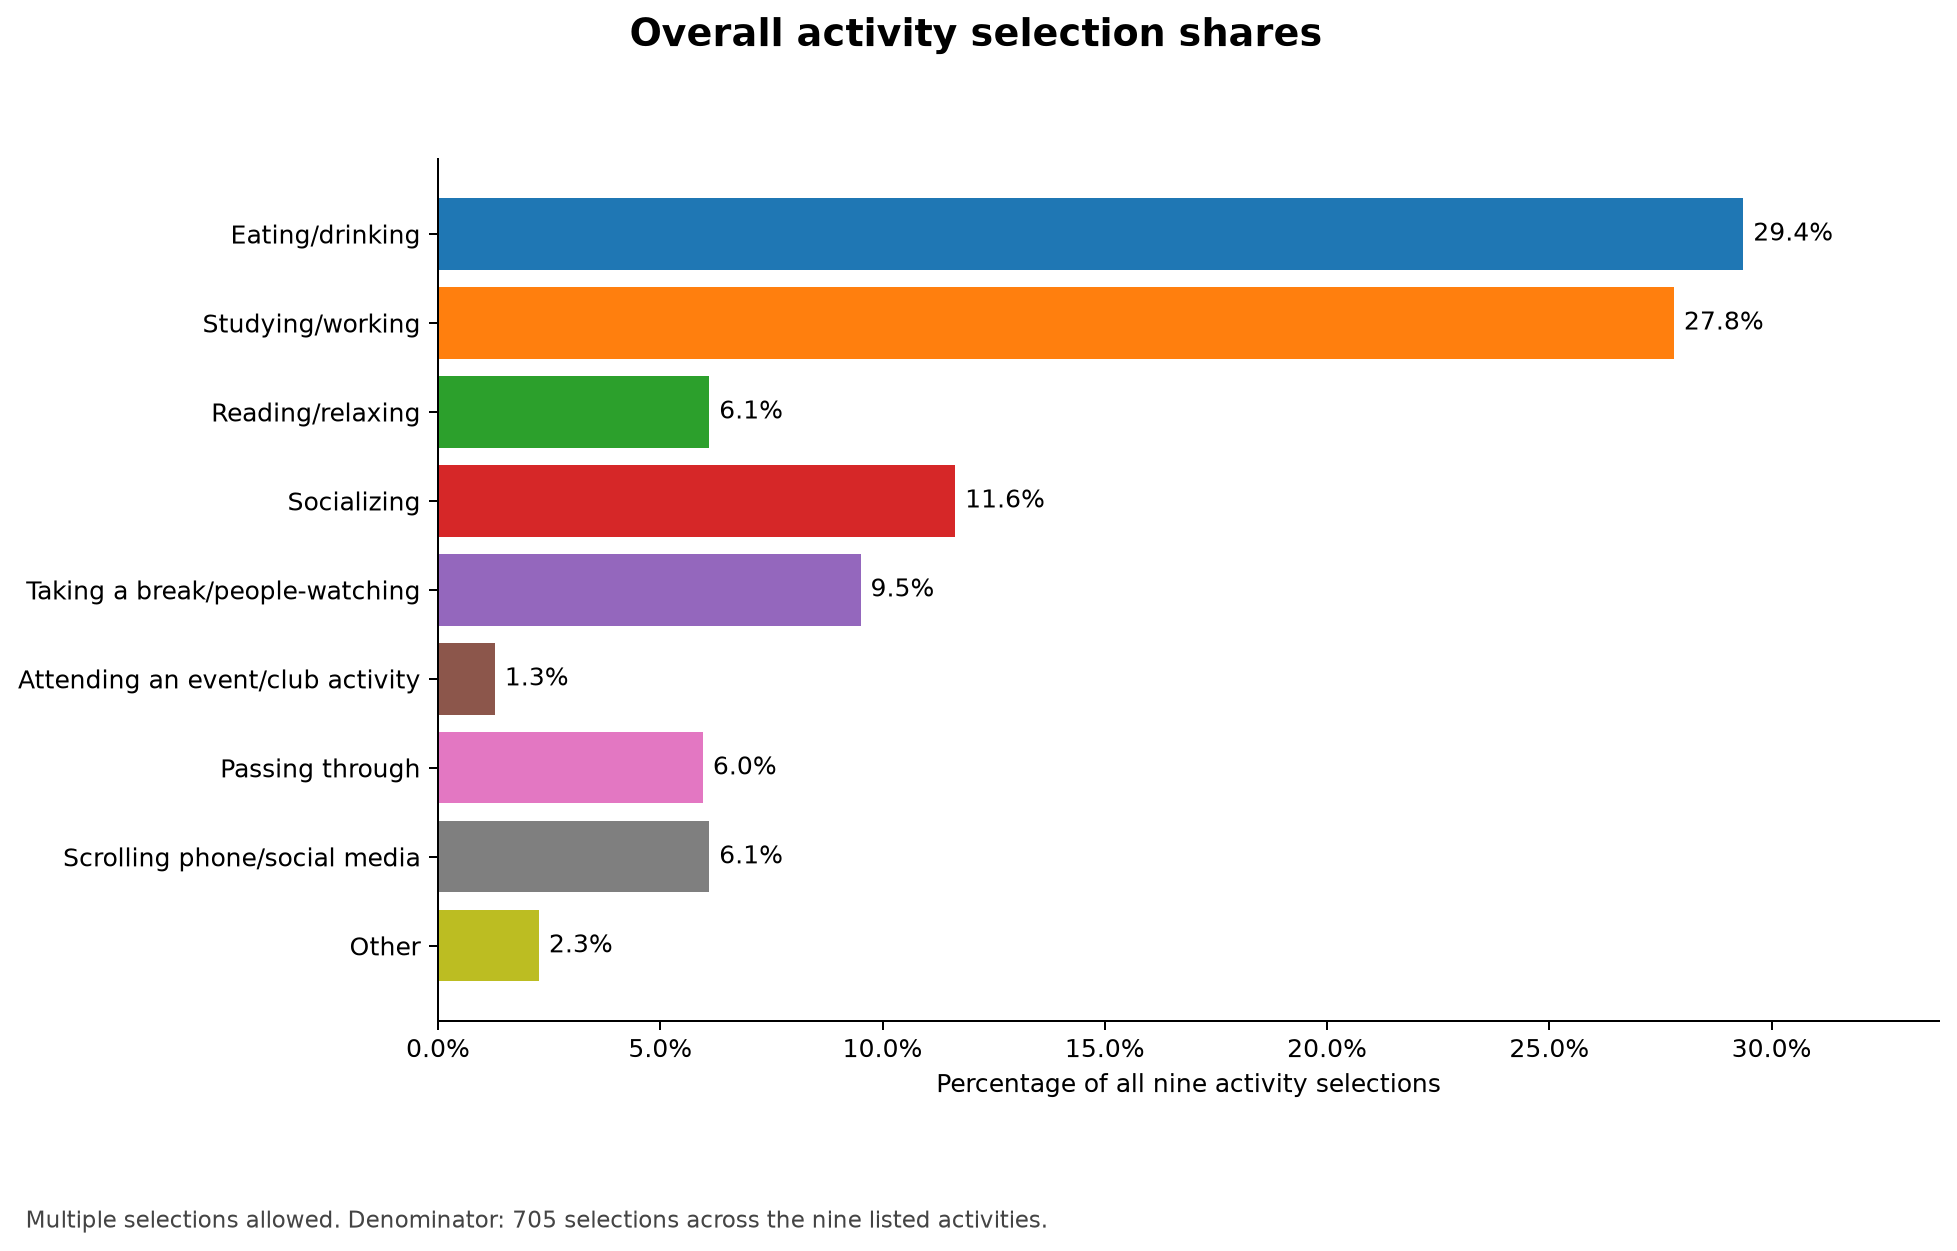 Overall activity selection shares
Eating/drinking 29.4%
Studying/working 27.8%
Reading/relaxing 6.1%
Socializing 11.6%
Taking a break/people-watching 9.5%
Attending an event/club activity 1.3%
Passing through 6.0%
Scrolling phone/social media 6.1%
Other 2.3%
0.0% 5.0% 10.0% 15.0% 20.0% 25.0% 30.0%
Percentage of all nine activity selections
Multiple selections allowed. Denominator: 705 selections across the nine listed activities.